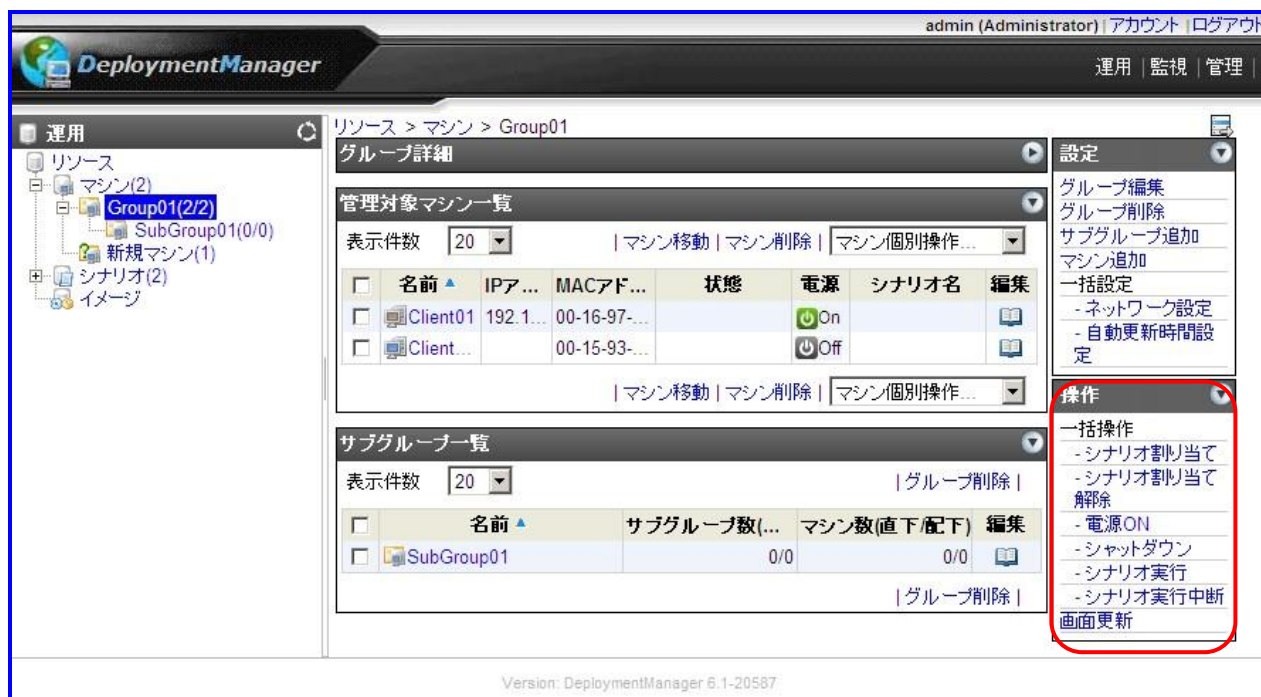 admin (Administrator) | アカウント | ログアウト
DeploymentManager
運用 | 監視 | 管理 |
運用
リソース
マシン(2)
Group01(2/2)
SubGroup01(0/0)
新規マシン(1)
シナリオ(2)
イメージ
リソース > マシン > Group01
グループ詳細
管理対象マシン一覧
表示件数 20 | マシン移動 | マシン削除 | マシン個別操作...
名前 IPア... MACアド... 状態 電源 シナリオ名 編集
Client01 192.1... 00-16-97-... On
Client... 00-15-93-... Off
| マシン移動 | マシン削除 | マシン個別操作...
サブグループ一覧
表示件数 20 | グループ削除 |
名前 サブグループ数(... マシン数(直下/配下) 編集
SubGroup01 0/0 0/0
| グループ削除 |
設定
グループ編集
グループ削除
サブグループ追加
マシン追加
一括設定
- ネットワーク設定
- 自動更新時間設
定
操作
一括操作
- シナリオ割り当て
- シナリオ割り当て
解除
- 電源ON
- シャットダウン
- シナリオ実行
- シナリオ実行中断
画面更新
Version: DeploymentManager 6.1-20587